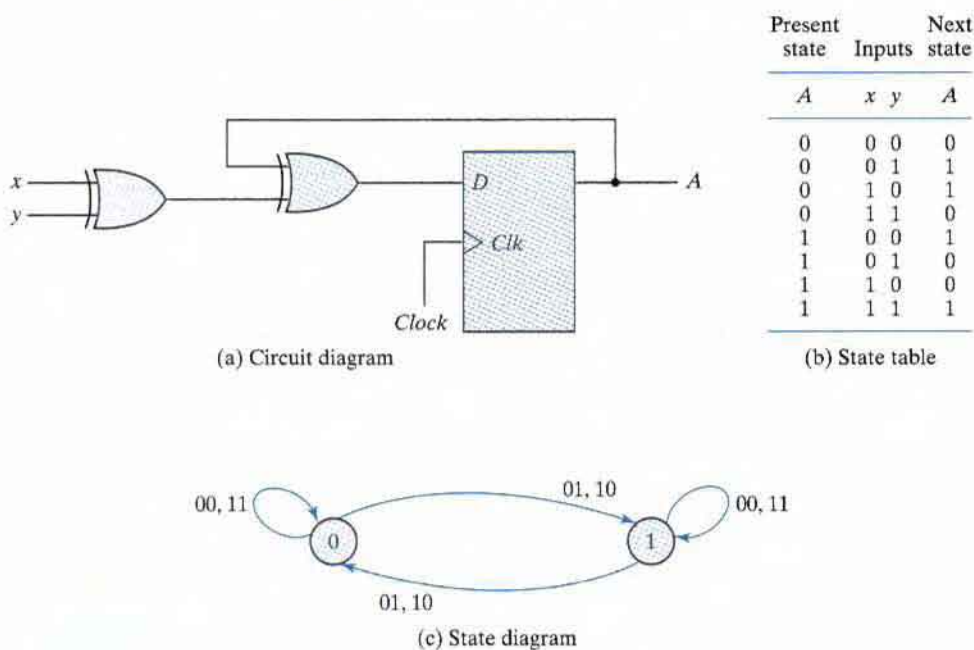 x
y
D
Clk
A
Clock
(a) Circuit diagram
Present Next
state Inputs state
A x y A
0 0 0 0
0 0 1 1
0 1 0 1
0 1 1 0
1 0 0 1
1 0 1 0
1 1 0 0
1 1 1 1
(b) State table
00, 11
0
01, 10
1
00, 11
01, 10
(c) State diagram